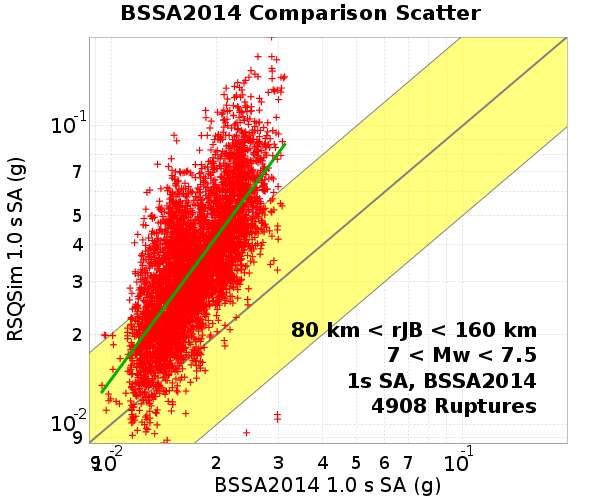 BSSA2014 Comparison Scatter
RSQSim 1.0 s SA (g)
10^-1
7
5
4
3
2
10^-2
9
80 km < rJB < 160 km
7 < Mw < 7.5
1s SA, BSSA2014
4908 Ruptures
9 10^-2 2 3 4 5 6 7 10^-1
BSSA2014 1.0 s SA (g)